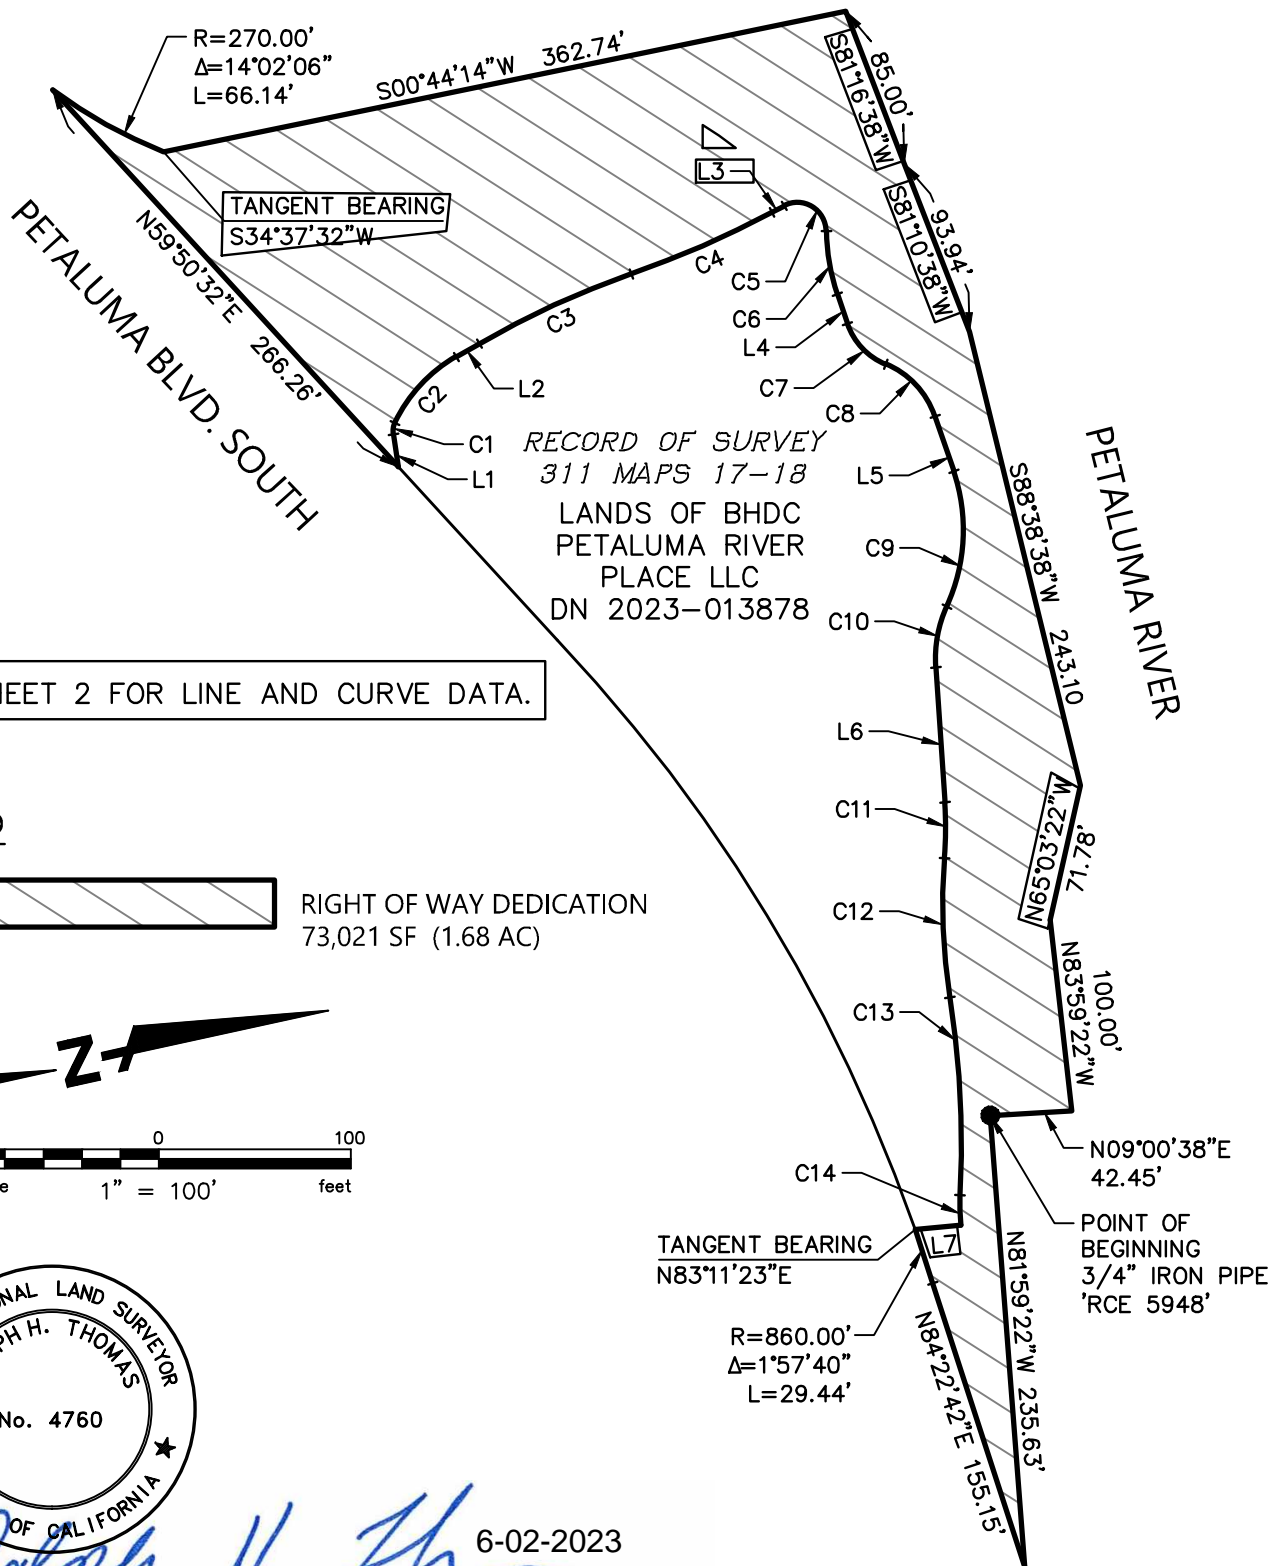 R=270.00'
Δ=14°02'06"
L=66.14'
S00°44'14"W 362.74'
85.00'
S81°16'38"W
L3
TANGENT BEARING
S34°37'32"W
93.94'
S81°10'38"W
PETALUMA BLVD. SOUTH
N59°50'32"E 266.26'
C4
C5
C3
C6
L4
C7
L2
C2
C8
C1
L1
RECORD OF SURVEY
311 MAPS 17-18
L5
LANDS OF BHDC
PETALUMA RIVER
PLACE LLC
DN 2023-013878
S88°38'38"W 243.10
PETALUMA RIVER
C9
C10
EET 2 FOR LINE AND CURVE DATA.
L6
N65°03'22"W
71.78'
C11
RIGHT OF WAY DEDICATION
73,021 SF (1.68 AC)
C12
N83°59'22"W
100.00'
C13
Z
0 100
1" = 100' feet
N09°00'38"E
42.45'
C14
POINT OF
BEGINNING
3/4" IRON PIPE
'RCE 5948'
TANGENT BEARING
N83°11'23"E
L7
N81°59'22"W 235.63'
R=860.00'
Δ=1°57'40"
L=29.44'
N84°22'42"E 155.15'
NAL LAND SURVEYOR
PH H. THOMAS
No. 4760
OF CALIFORNIA
6-02-2023